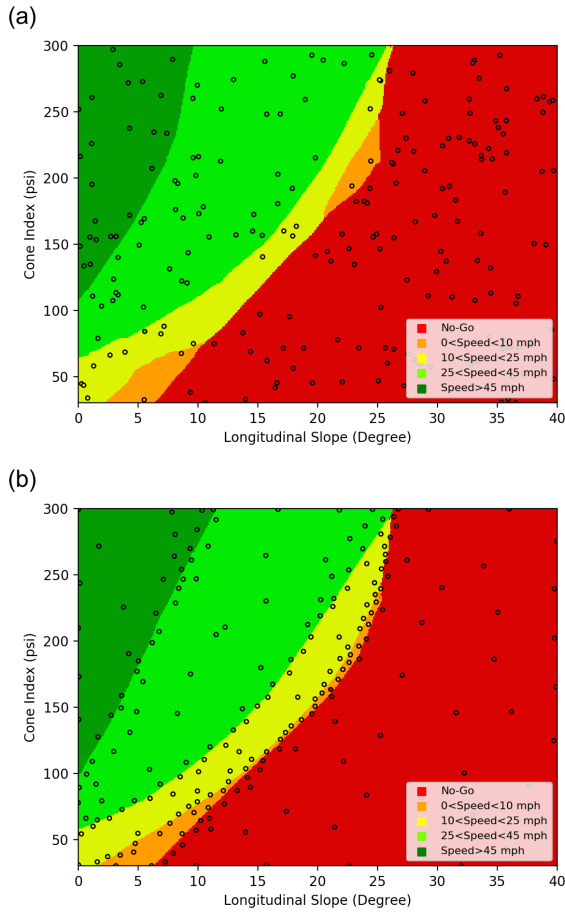 (a)
300
250
200
150
100
50
Cone Index (psi)
No-Go
0<Speed<10 mph
10<Speed<25 mph
25<Speed<45 mph
Speed>45 mph
0 5 10 15 20 25 30 35 40
Longitudinal Slope (Degree)
(b)
300
250
200
150
100
50
Cone Index (psi)
No-Go
0<Speed<10 mph
10<Speed<25 mph
25<Speed<45 mph
Speed>45 mph
0 5 10 15 20 25 30 35 40
Longitudinal Slope (Degree)